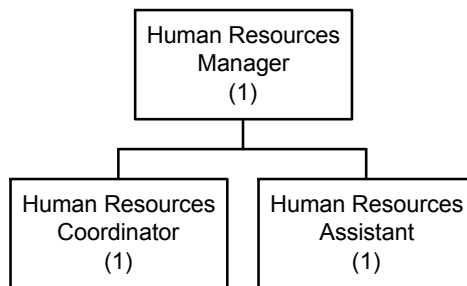 Human Resources
Manager
(1)
Human Resources
Coordinator
(1)
Human Resources
Assistant
(1)